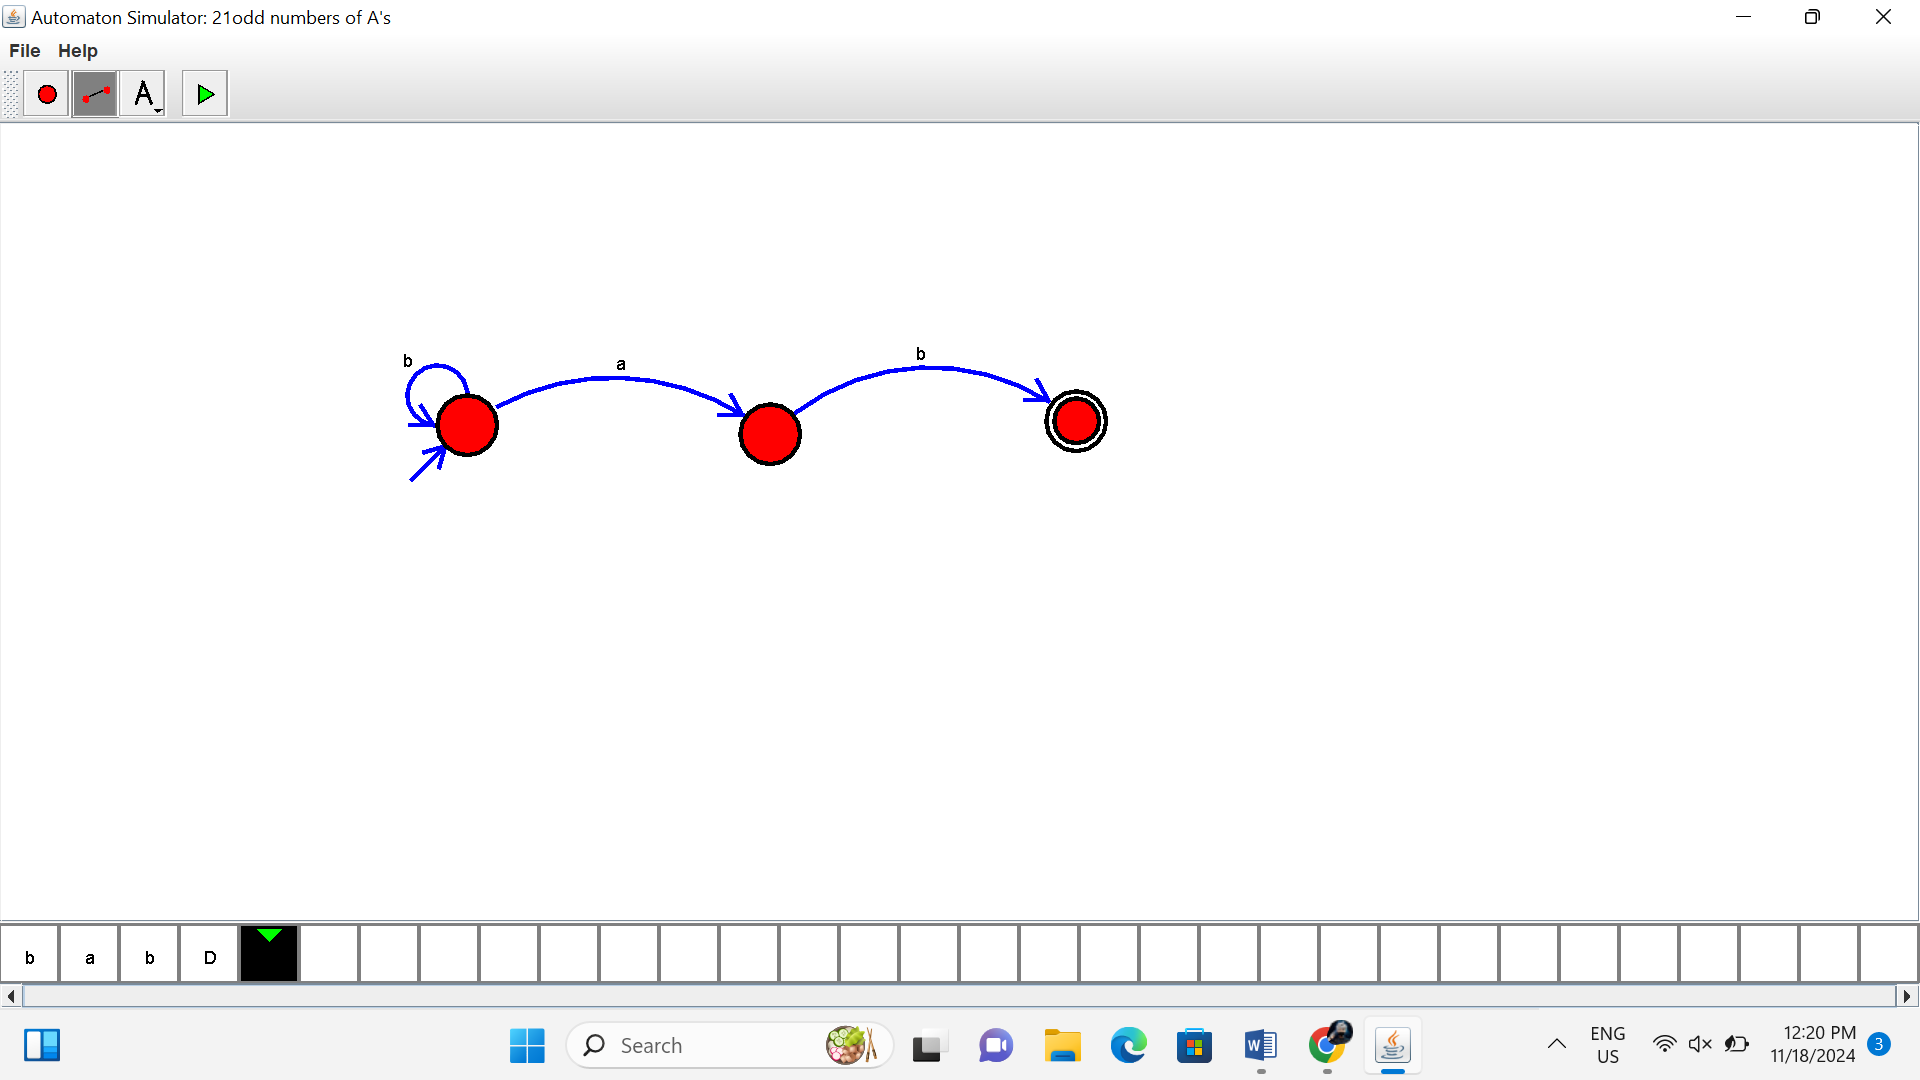 Automaton Simulator: 21odd numbers of A's
File Help
A
b
a
b
b a b D
Search
ENG
US
12:20 PM
11/18/2024
3